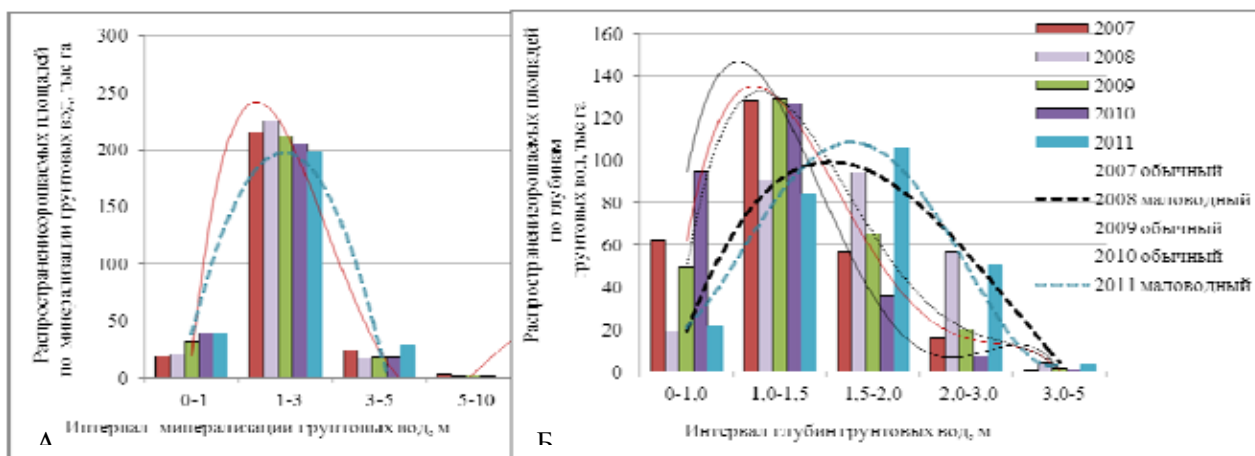 Распространениеорошаемых площадей
по минерализации грунтовых вод, тыс га
300
250
200
150
100
50
0
0-1
1-3
3-5
5-10
А
Интервал минерализации грунтовых вод, м
Распространениорошаемых площадей
по глубинам
грунтовых вод, тыс га
160
140
120
100
80
60
40
20
0
0-1,0
1,0-1,5
1,5-2,0
2,0-3,0
3,0-5
Б
Интервал глубин грунтовых вод, м
2007
2008
2009
2010
2011
2007 обычный
2008 маловодный
2009 обычный
2010 обычный
2011 маловодный